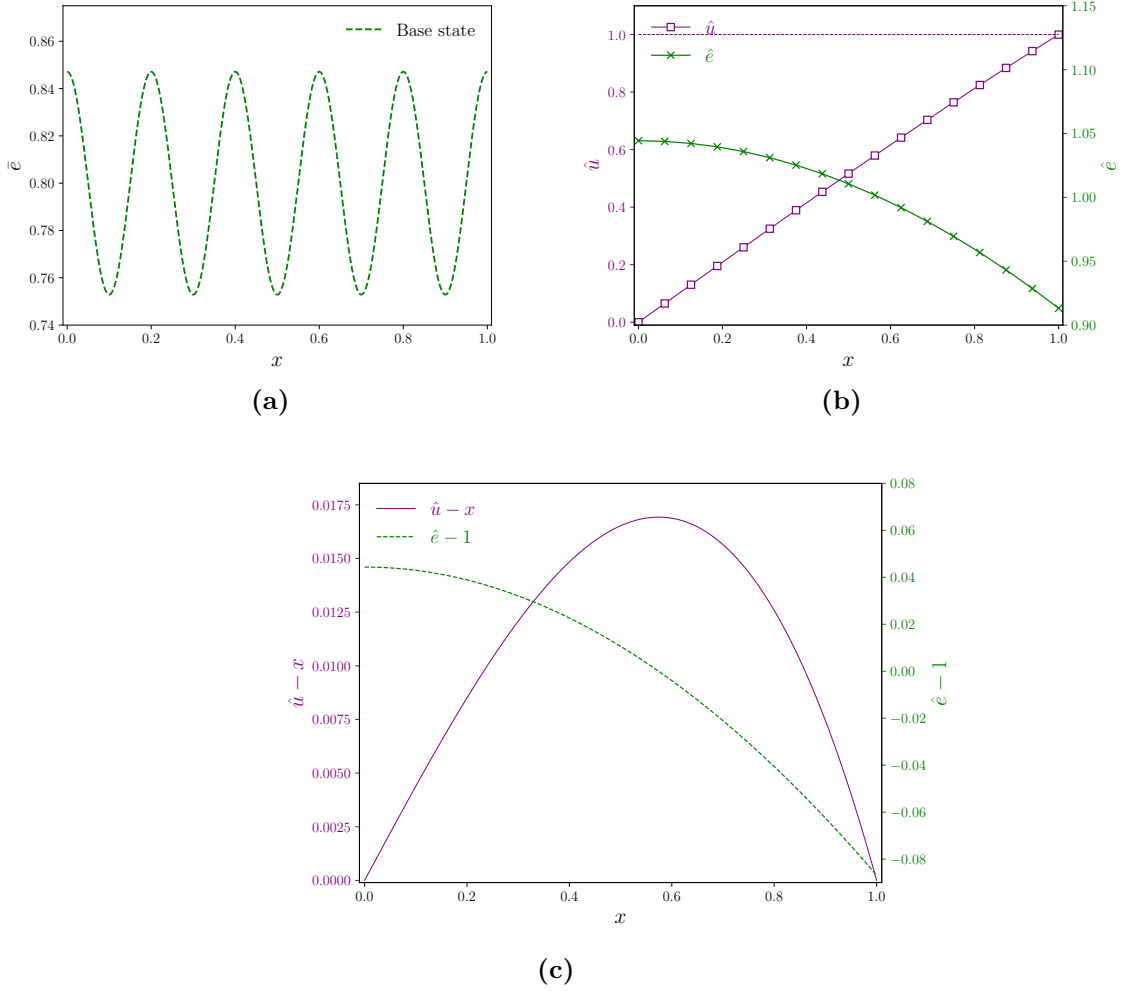 0.86
0.84
0.82
0.80
0.78
0.76
0.74
ē
0.0 0.2 0.4 0.6 0.8 1.0
x
Base state
(a)
1.0
0.8
0.6
0.4
0.2
0.0
û
û
ê
1.15
1.10
1.05
1.00
0.95
0.90
ê
0.0 0.2 0.4 0.6 0.8 1.0
x
(b)
0.0175
0.0150
0.0125
0.0100
0.0075
0.0050
0.0025
0.0000
û − x
û − x
ê − 1
0.08
0.06
0.04
0.02
0.00
−0.02
−0.04
−0.06
−0.08
ê − 1
0.0 0.2 0.4 0.6 0.8 1.0
x
(c)